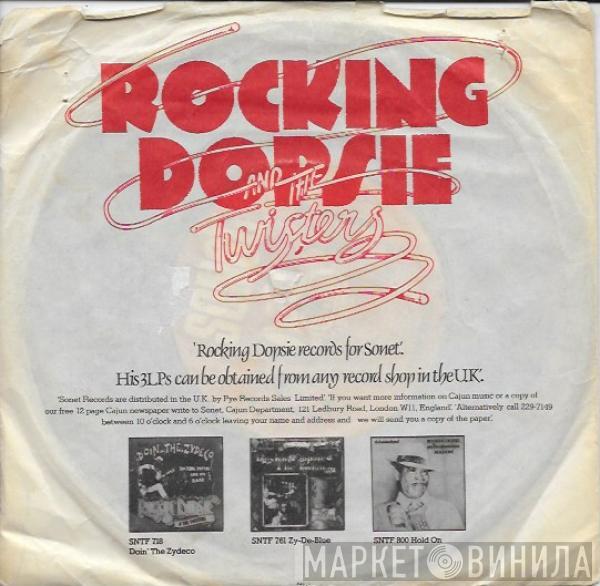 ROCKING
DOPSIE
AND THE
Twisters
'Rocking Dopsie records for Sonet'.
His 3 LPs can be obtained from any record shop in the U.K'.
'Sonet Records are distributed in the U.K. by Pye Records Sales Limited'. 'If you want more information on Cajun music or a copy of
our free 12 page Cajun newspaper write to Sonet, Cajun Department, 121 Ledbury Road, London W11, England'. 'Alternatively call 229-7149
between 10 o'clock and 6 o'clock leaving your name and address and we will send you a copy of the paper'.
DOIN' THE ZYDECO
SNTF 718
Doin' The Zydeco
SNTF 761 Zy-De-Blue
SNTF 800 Hold On
МАРКЕТ ВИНИЛА